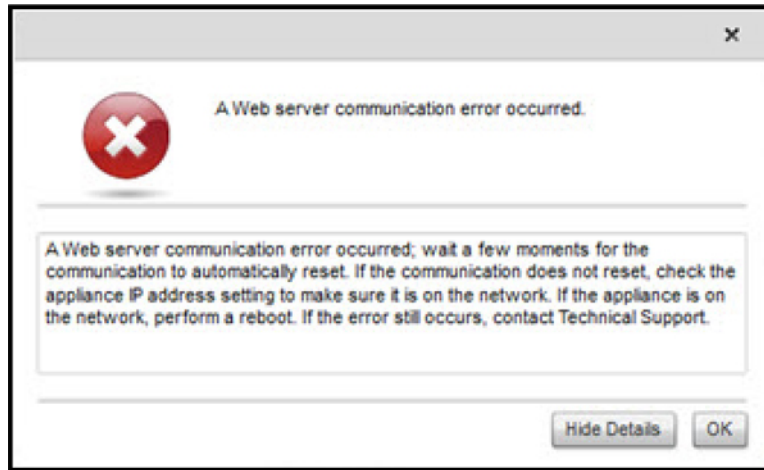 A Web server communication error occurred.
A Web server communication error occurred; wait a few moments for the
communication to automatically reset. If the communication does not reset, check the
appliance IP address setting to make sure it is on the network. If the appliance is on
the network, perform a reboot. If the error still occurs, contact Technical Support.
Hide Details OK